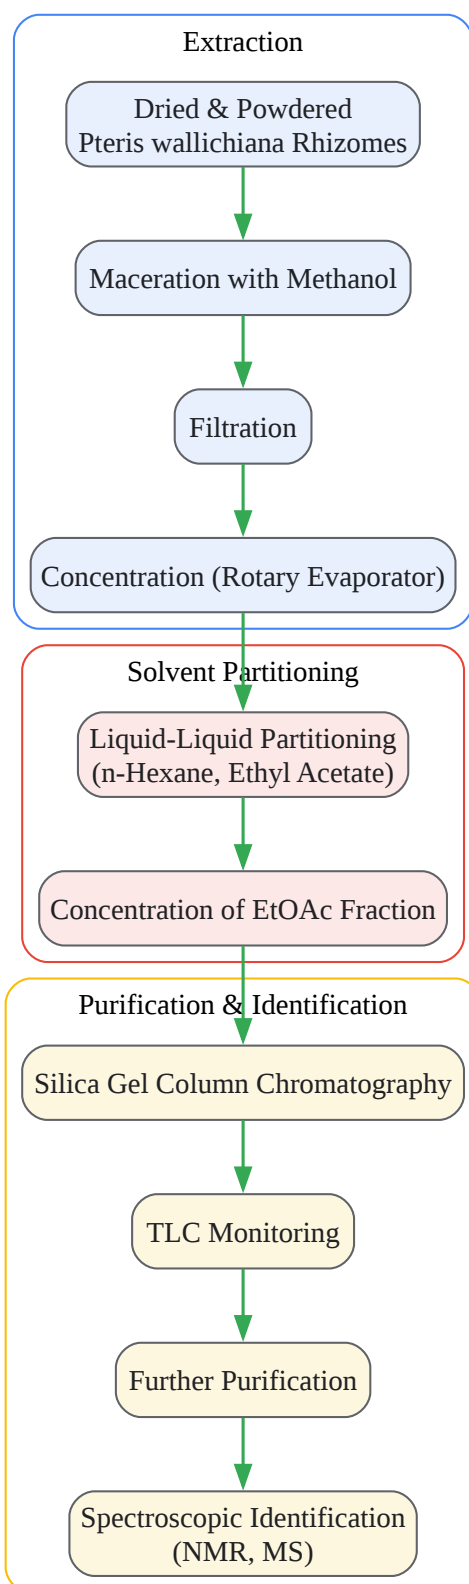 Extraction
Dried & Powdered
Pteris wallichiana Rhizomes
Maceration with Methanol
Filtration
Concentration (Rotary Evaporator)
Solvent Partitioning
Liquid-Liquid Partitioning
(n-Hexane, Ethyl Acetate)
Concentration of EtOAc Fraction
Purification & Identification
Silica Gel Column Chromatography
TLC Monitoring
Further Purification
Spectroscopic Identification
(NMR, MS)